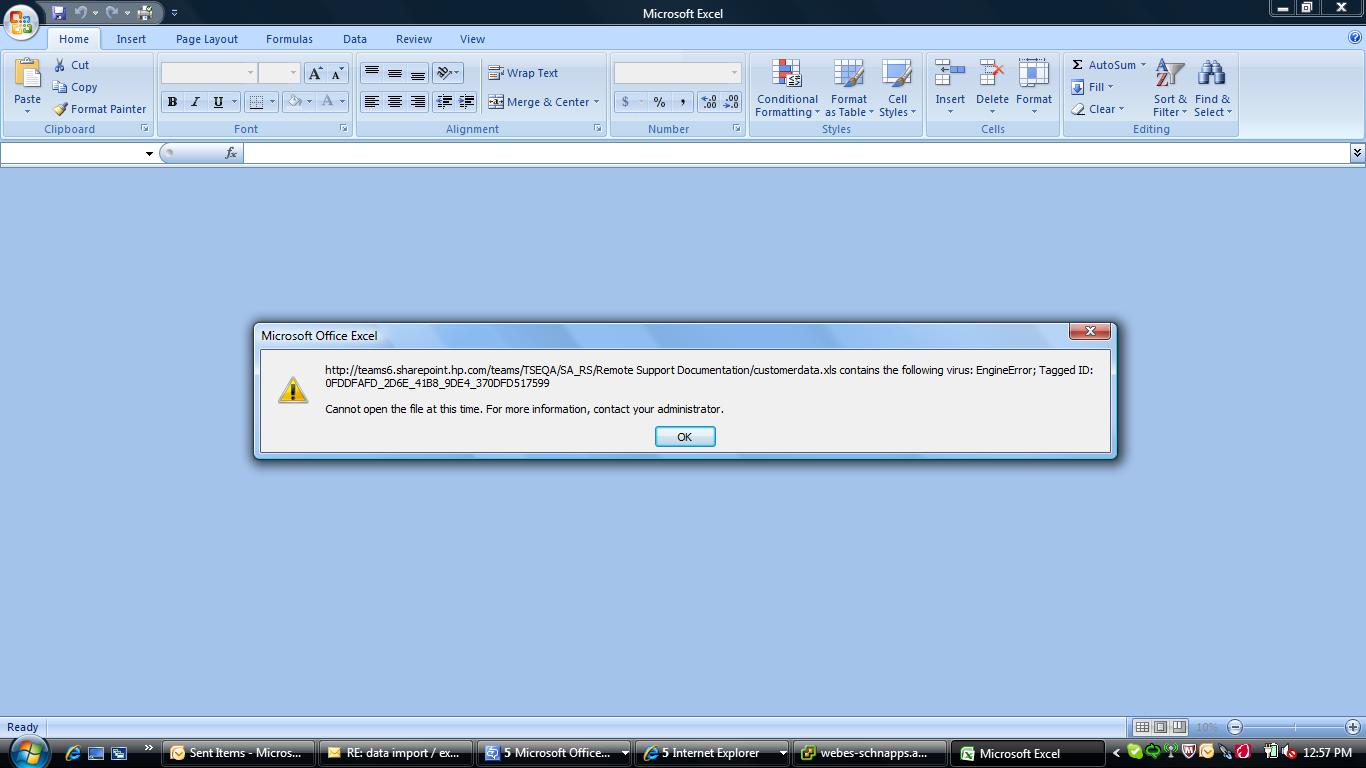 Microsoft Excel
Home Insert Page Layout Formulas Data Review View
Paste
Cut
Copy
Format Painter
Clipboard
B I U
A A
A
Font
Wrap Text
Merge & Center
Alignment
$ % ,
.00 .00
Number
Conditional Formatting
Format as Table
Cell Styles
Styles
Insert
Delete
Format
Cells
Σ AutoSum
Fill
Clear
Sort & Filter
Find & Select
Editing
fx
Microsoft Office Excel
http://teams6.sharepoint.hp.com/teams/TSEQA/SA_RS/Remote Support Documentation/customerdata.xls contains the following virus: EngineError; Tagged ID:
0FDDFAFD_2D6E_41B8_9DE4_370DFD517599
Cannot open the file at this time. For more information, contact your administrator.
OK
Ready
10%
Sent Items - Micros...
RE: data import / ex...
5 Microsoft Office...
5 Internet Explorer
webes-schnapps.a...
Microsoft Excel
12:57 PM